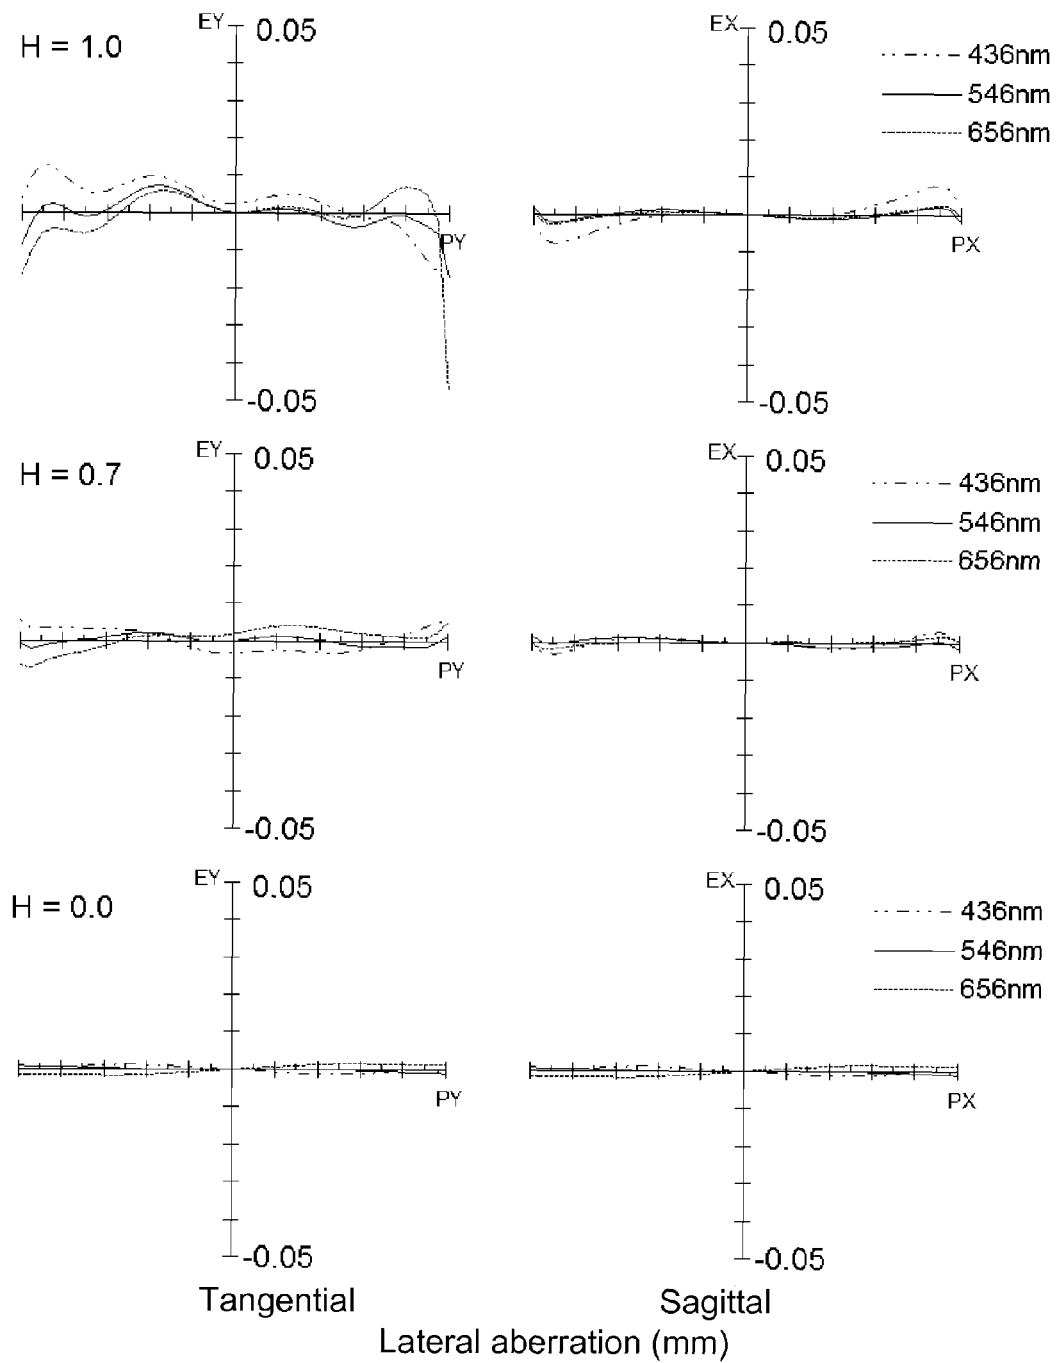 EY 0.05
EX 0.05
H = 1.0
436nm
546nm
656nm
PY
PX
-0.05
-0.05
EY 0.05
EX 0.05
H = 0.7
436nm
546nm
656nm
PY
PX
-0.05
-0.05
EY 0.05
EX 0.05
H = 0.0
436nm
546nm
656nm
PY
PX
-0.05
-0.05
Tangential
Sagittal
Lateral aberration (mm)